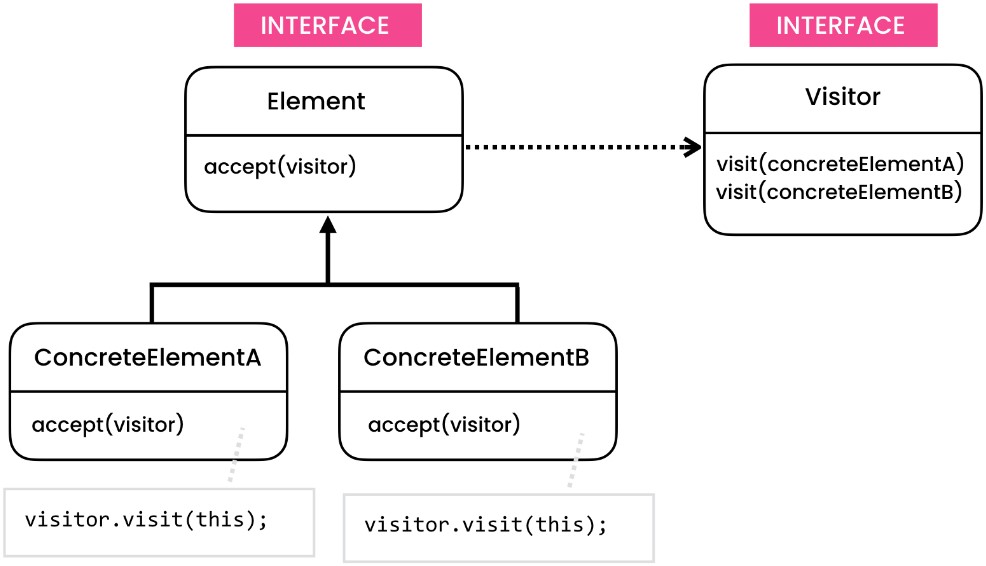 INTERFACE
INTERFACE
Element
Visitor
accept(visitor)
visit(concreteElementA)
visit(concreteElementB)
ConcreteElementA
ConcreteElementB
accept(visitor)
accept(visitor)
visitor.visit(this);
visitor.visit(this);